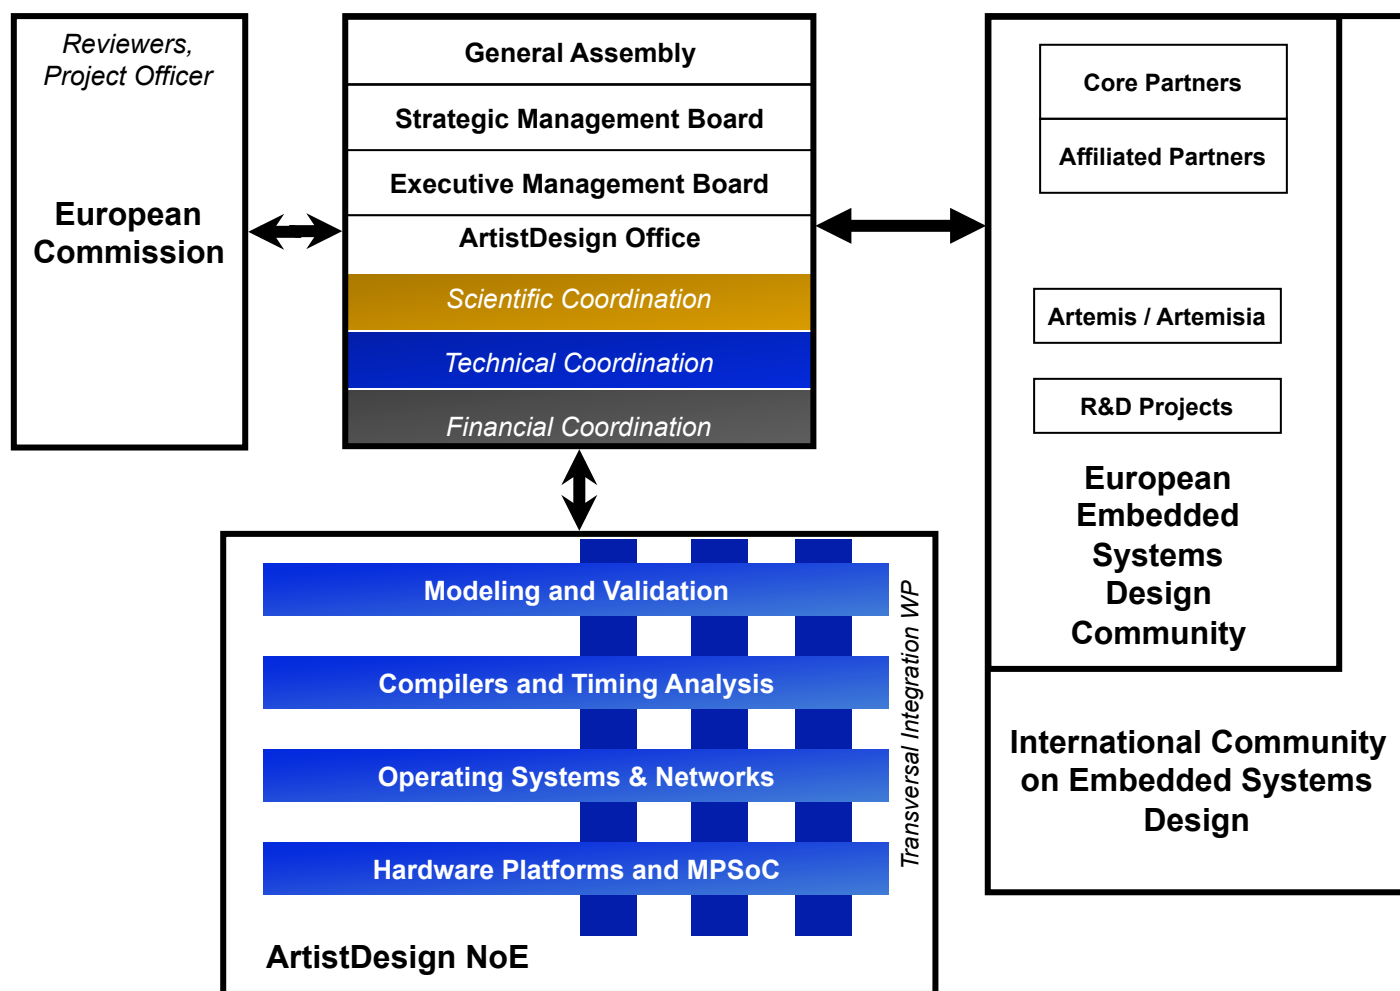 Reviewers,
Project Officer
European
Commission
General Assembly
Strategic Management Board
Executive Management Board
ArtistDesign Office
Scientific Coordination
Technical Coordination
Financial Coordination
Core Partners
Affiliated Partners
Artemis / Artemisia
R&D Projects
European
Embedded
Systems
Design
Community
International Community
on Embedded Systems
Design
Modeling and Validation
Compilers and Timing Analysis
Operating Systems & Networks
Hardware Platforms and MPSoC
Transversal Integration WP
ArtistDesign NoE